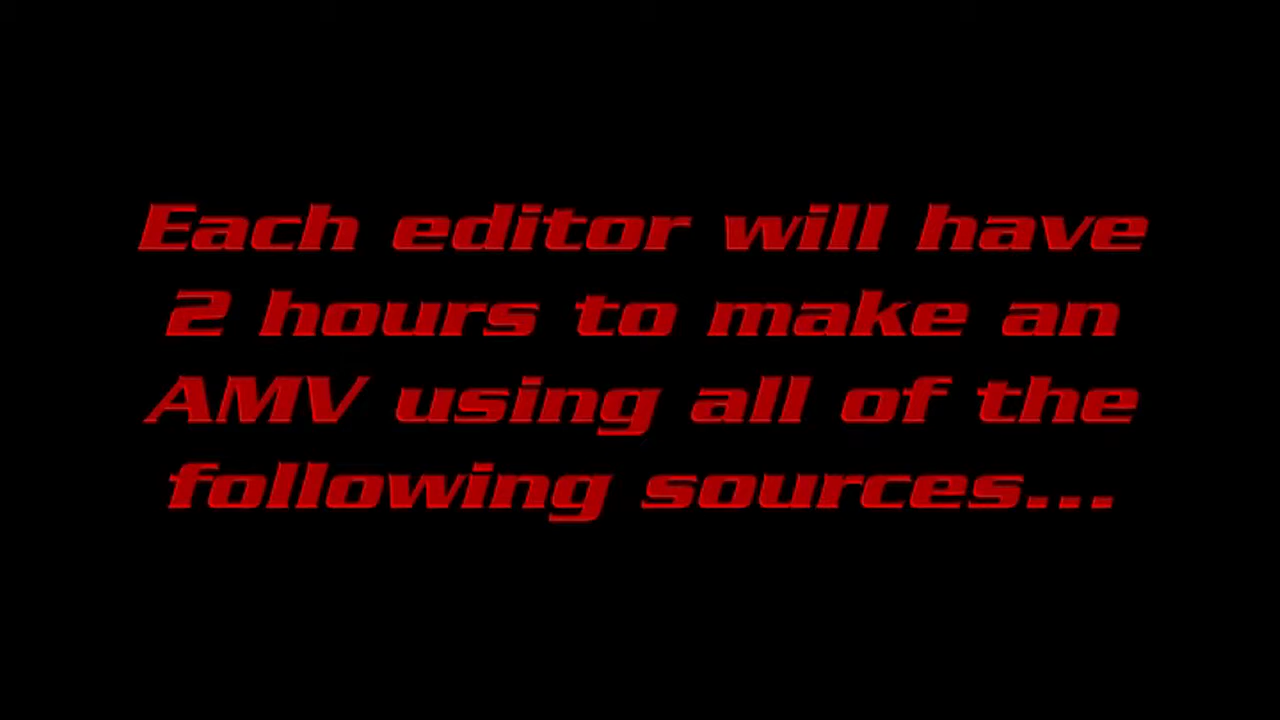 Each editor will have
2 hours to make an
AMV using all of the
following sources...